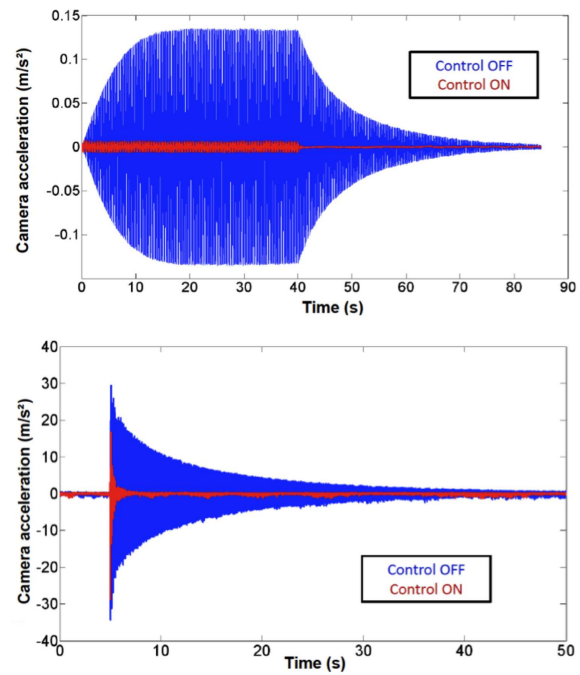 0.15
0.1
0.05
0
-0.05
-0.1
0 10 20 30 40 50 60 70 80 90
Camera acceleration (m/s²)
Time (s)
Control OFF
Control ON
40
30
20
10
0
-10
-20
-30
-40
0 10 20 30 40 50
Camera acceleration (m/s²)
Time (s)
Control OFF
Control ON